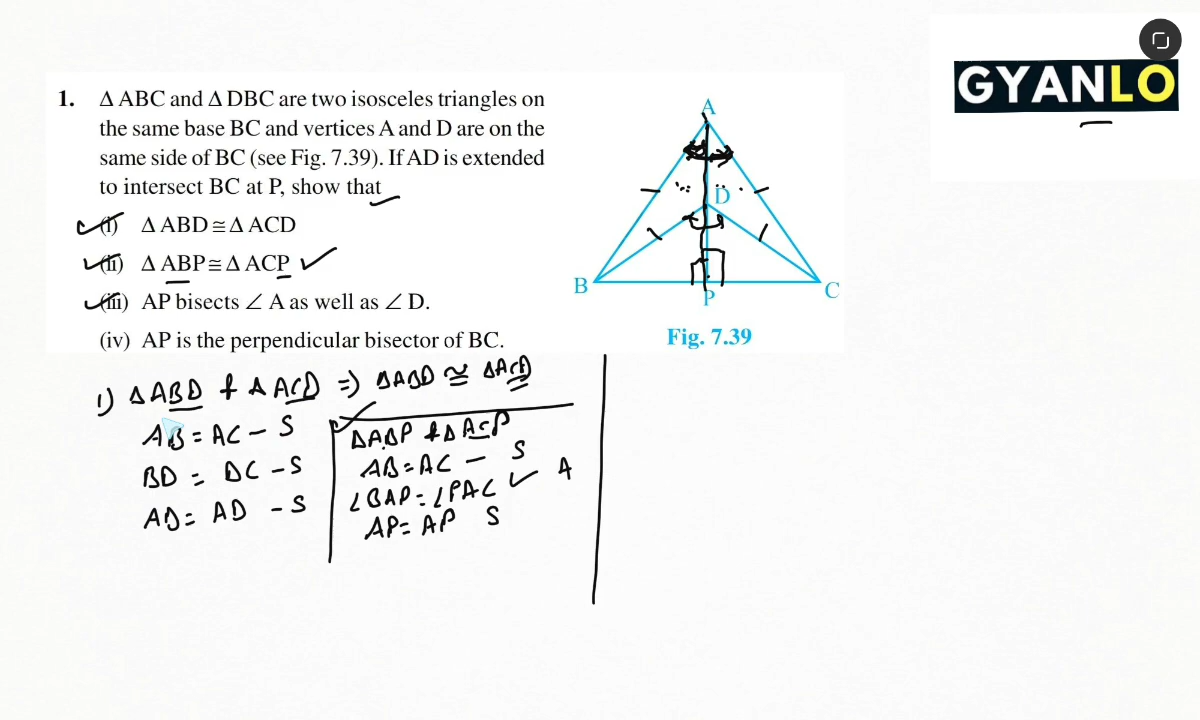 GYANLO
1. Δ ABC and Δ DBC are two isosceles triangles on
the same base BC and vertices A and D are on the
same side of BC (see Fig. 7.39). If AD is extended
to intersect BC at P, show that
(i) Δ ABD ≅ Δ ACD
(ii) Δ ABP ≅ Δ ACP
(iii) AP bisects ∠ A as well as ∠ D.
(iv) AP is the perpendicular bisector of BC.
A
D
B
P
C
Fig. 7.39
1) Δ ABD & Δ ACD => ΔABD ≅ ΔACD
AB = AC - S
BD = DC - S
AD = AD - S
ΔABP & Δ ACP
AB = AC - S
∠BAP = ∠PAC ✓ A
AP = AP S